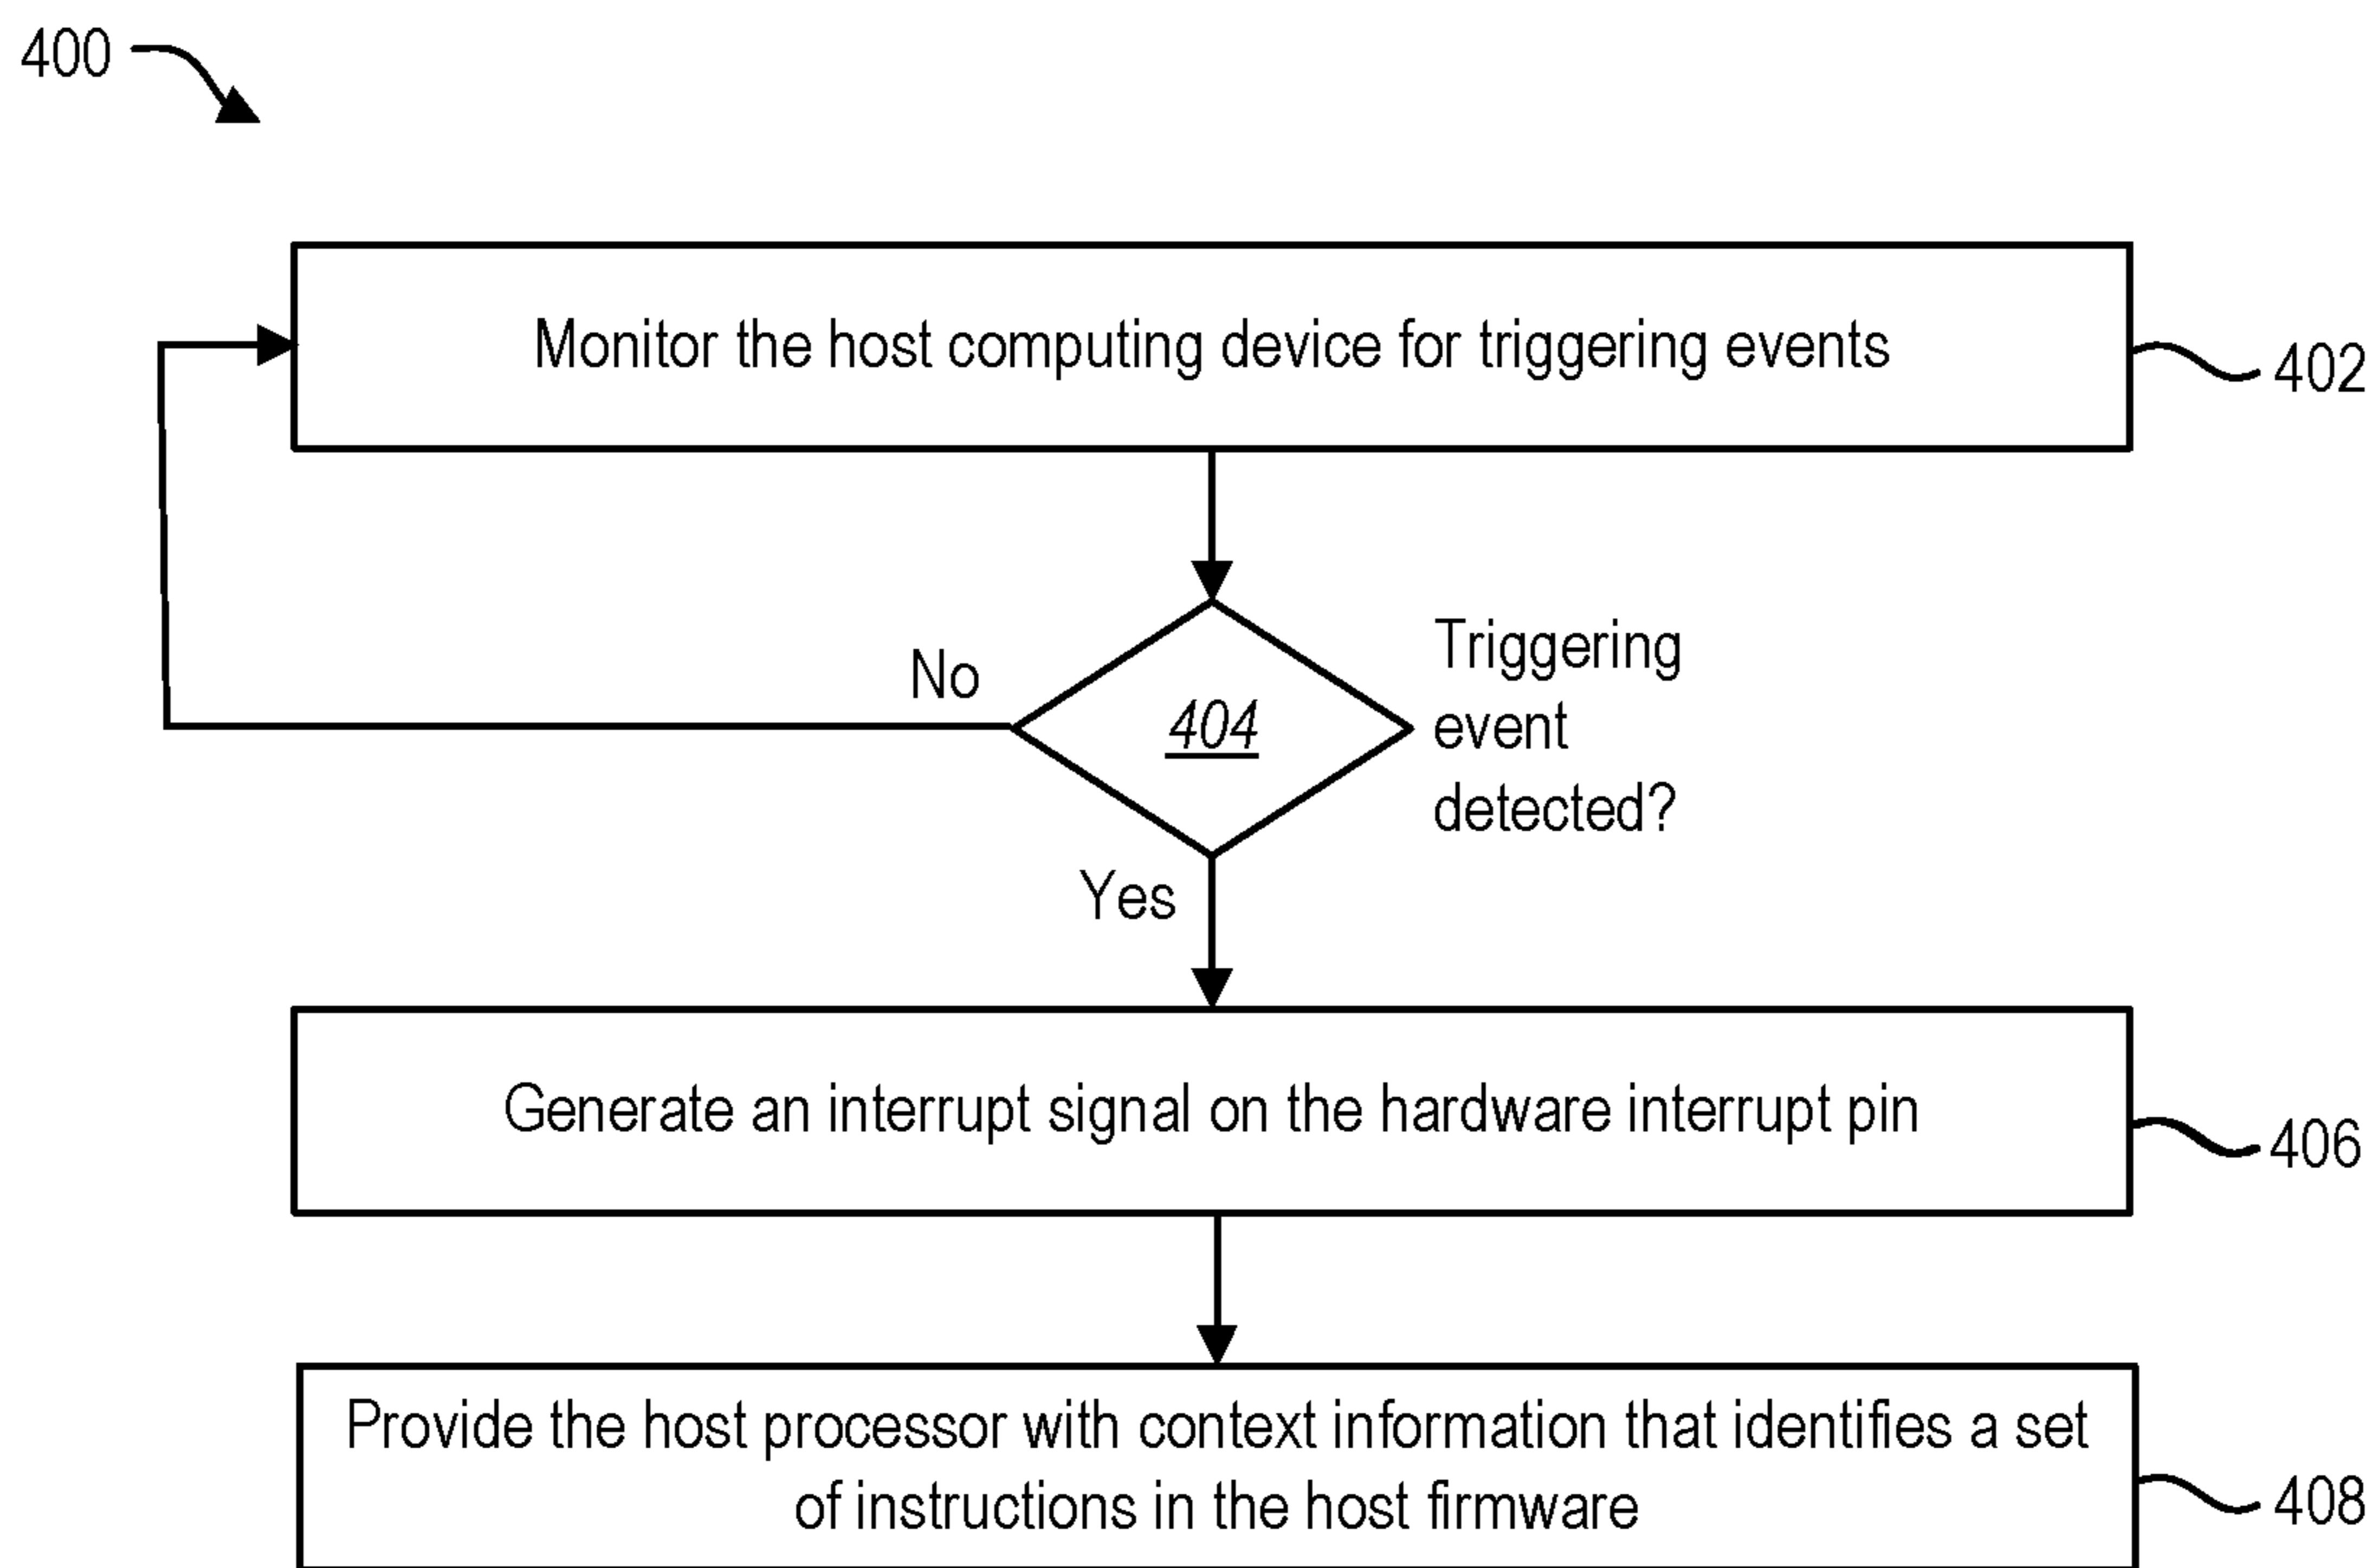 400
Monitor the host computing device for triggering events
402
No
404
Triggering
event
detected?
Yes
Generate an interrupt signal on the hardware interrupt pin
406
Provide the host processor with context information that identifies a set
of instructions in the host firmware
408